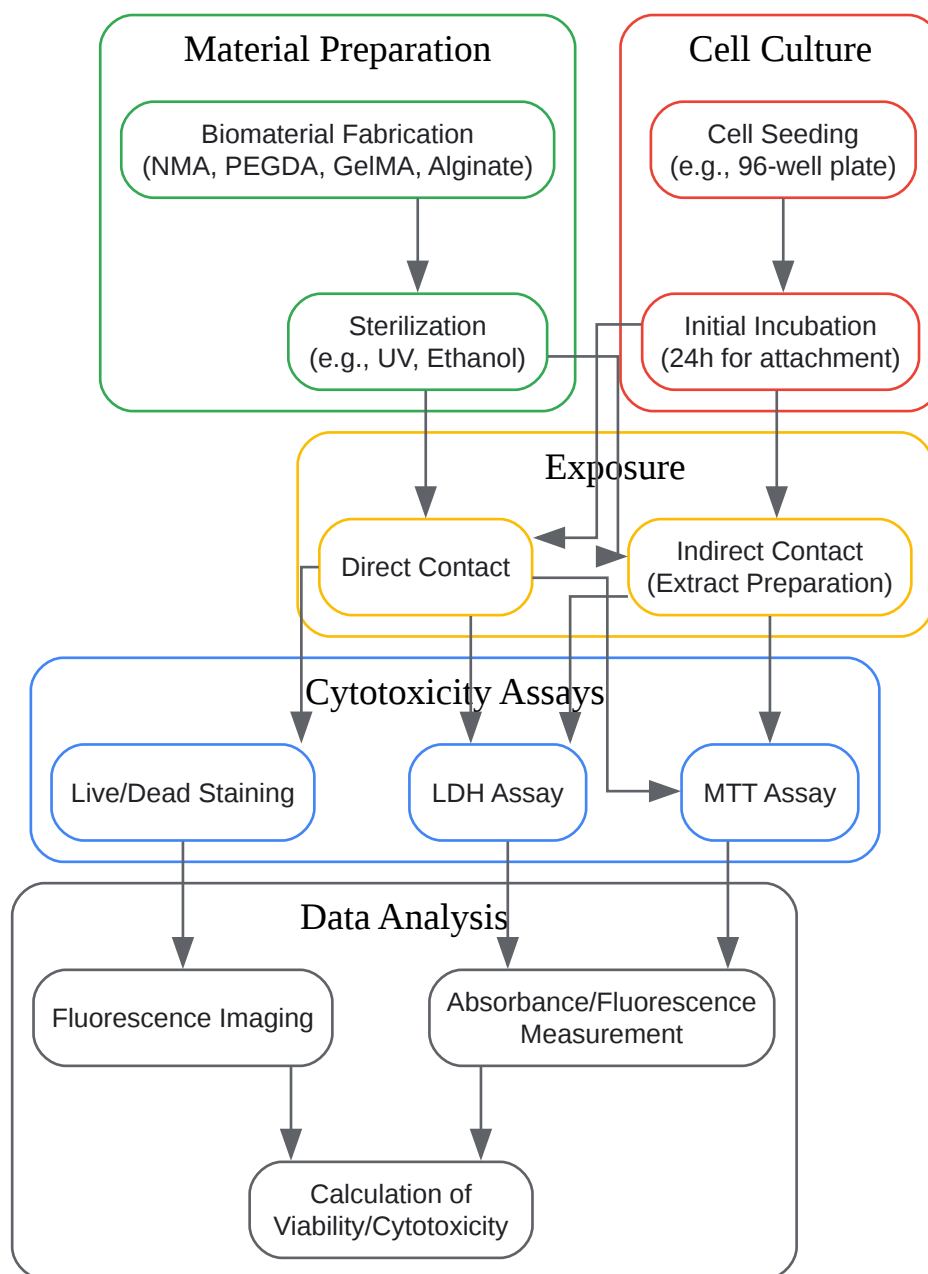 Material Preparation
Cell Culture
Biomaterial Fabrication
(NMA, PEGDA, GelMA, Alginate)
Cell Seeding
(e.g., 96-well plate)
Sterilization
(e.g., UV, Ethanol)
Initial Incubation
(24h for attachment)
Exposure
Direct Contact
Indirect Contact
(Extract Preparation)
Cytotoxicity Assays
Live/Dead Staining
LDH Assay
MTT Assay
Data Analysis
Fluorescence Imaging
Absorbance/Fluorescence
Measurement
Calculation of
Viability/Cytotoxicity